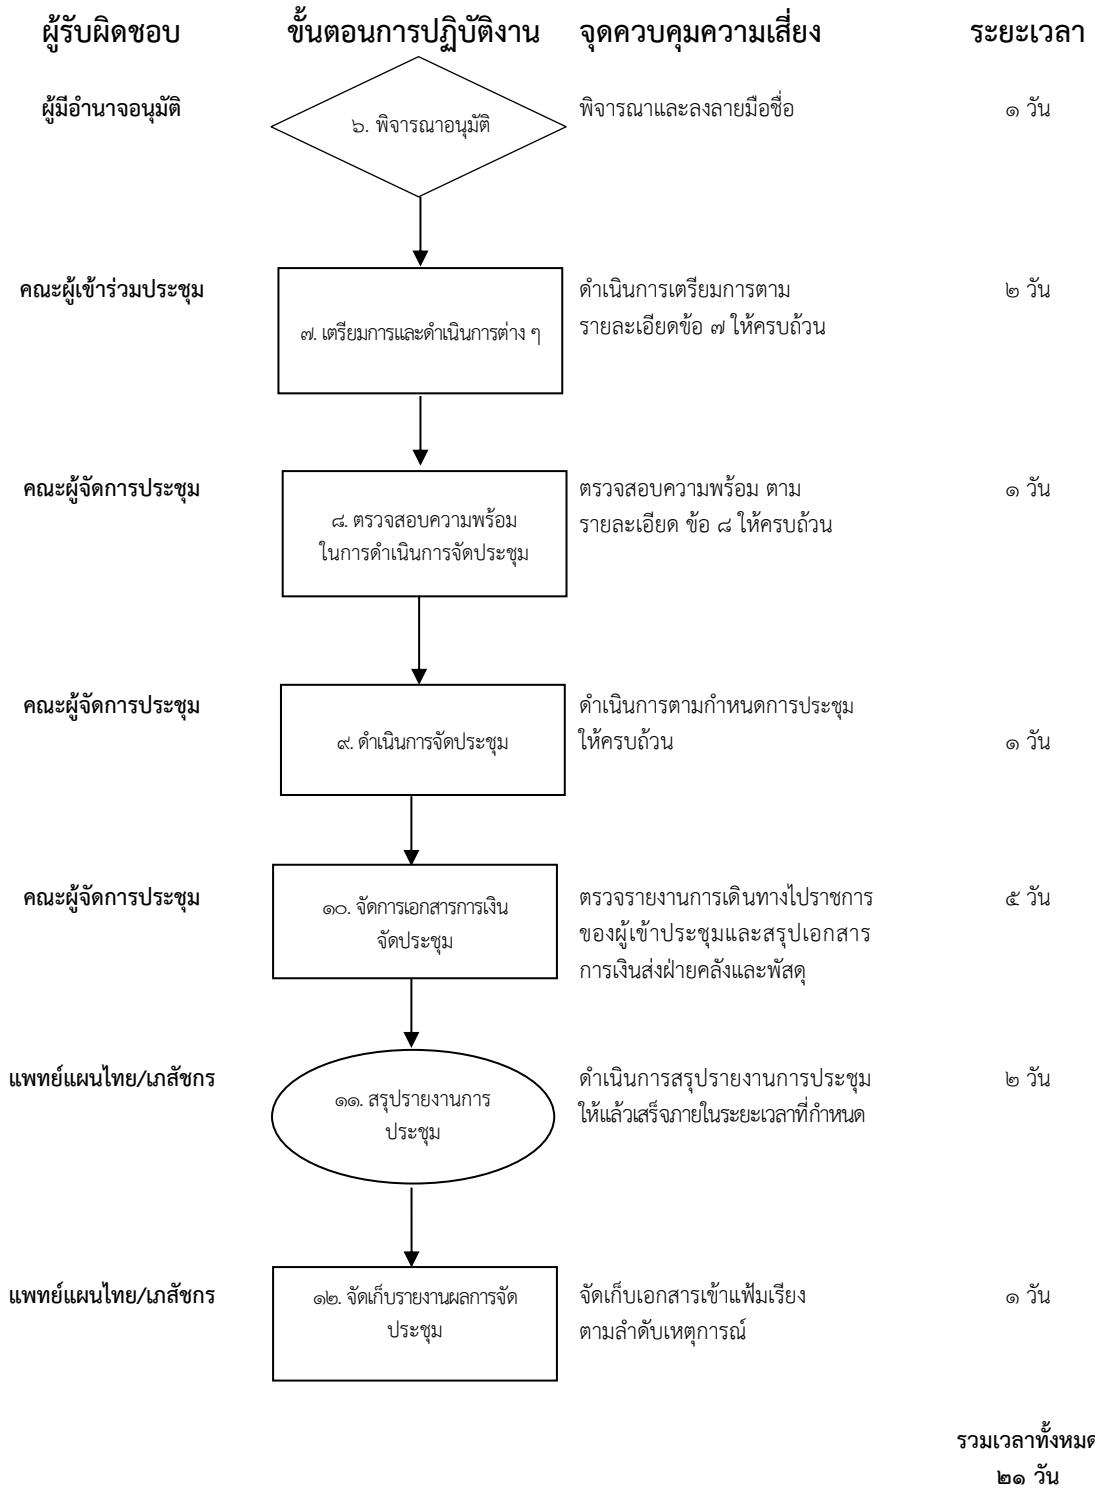 ผู้รับผิดชอบ ขั้นตอนการปฏิบัติงาน จุดควบคุมความเสี่ยง ระยะเวลา
ผู้มีอำนาจอนุมัติ ๖. พิจารณาอนุมัติ พิจารณาและลงลายมือชื่อ ๑ วัน
คณะผู้เข้าร่วมประชุม ดำเนินการเตรียมการตาม ๒ วัน
๗. เตรียมการและดำเนินการต่าง ๆ รายละเอียดข้อ ๗ ให้ครบถ้วน
คณะผู้จัดการประชุม ตรวจสอบความพร้อม ตาม ๑ วัน
๘. ตรวจสอบความพร้อม รายละเอียด ข้อ ๘ ให้ครบถ้วน
ในการดำเนินการจัดประชุม
คณะผู้จัดการประชุม ดำเนินการตามกำหนดการประชุม
๙. ดำเนินการจัดประชุม ให้ครบถ้วน ๑ วัน
คณะผู้จัดการประชุม ๑๐. จัดการเอกสารการเงิน ตรวจรายงานการเดินทางไปราชการ ๕ วัน
จัดประชุม ของผู้เข้าประชุมและสรุปเอกสาร
การเงินส่งฝ่ายคลังและพัสดุ
แพทย์แผนไทย/เภสัชกร ๑๑. สรุปรายงานการ ดำเนินการสรุปรายงานการประชุม ๒ วัน
ประชุม ให้แล้วเสร็จภายในระยะเวลาที่กำหนด
แพทย์แผนไทย/เภสัชกร ๑๒. จัดเก็บรายงานผลการจัด จัดเก็บเอกสารเข้าแฟ้มเรียง ๑ วัน
ประชุม ตามลำดับเหตุการณ์
รวมเวลาทั้งหมด
๒๑ วัน